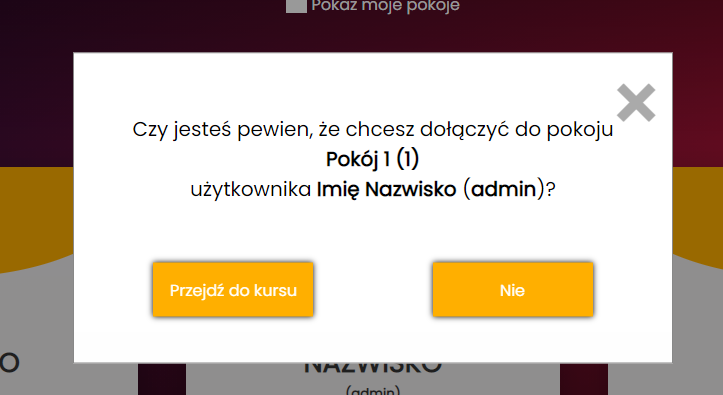 Pokaż moje pokoje
Czy jesteś pewien, że chcesz dołączyć do pokoju
Pokój 1 (1)
użytkownika Imię Nazwisko (admin)?
Przejdź do kursu
Nie
O
NAZWISKO
(admin)